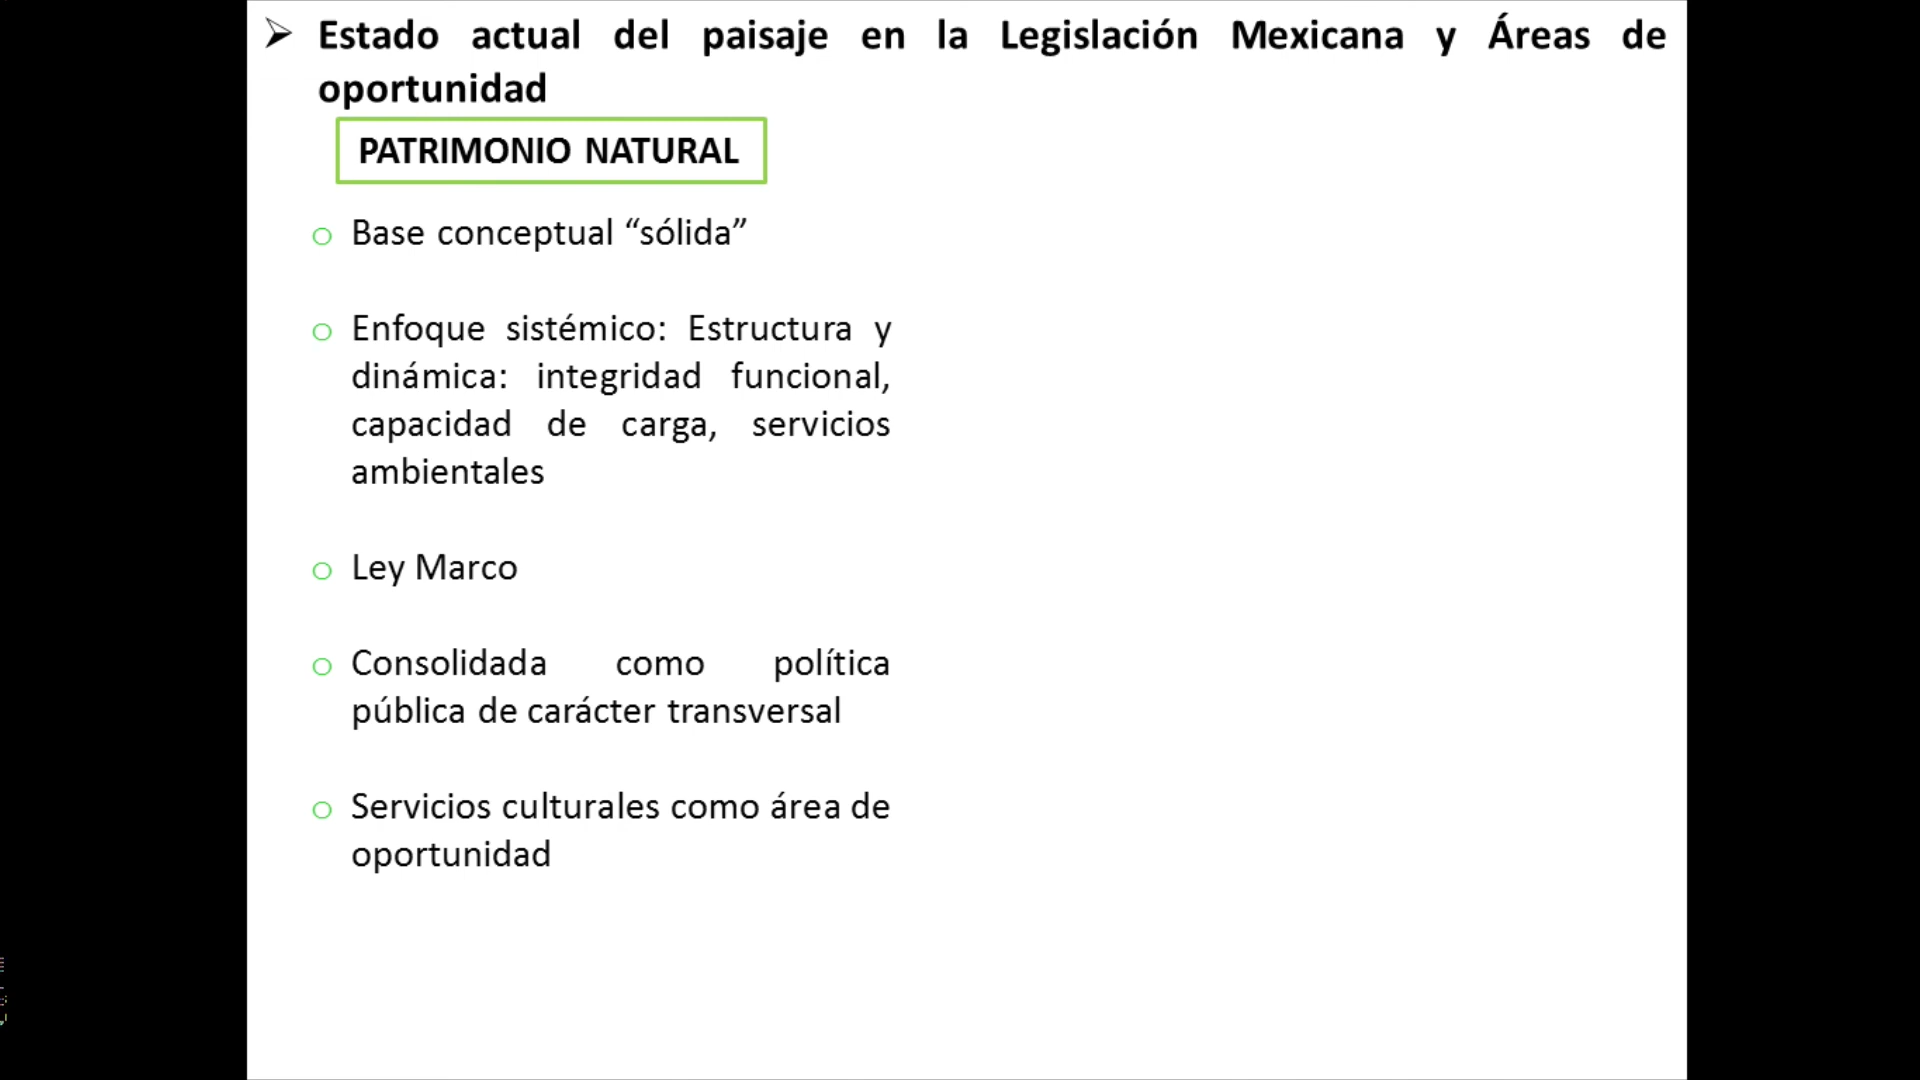 Estado actual del paisaje en la Legislación Mexicana y Áreas de
oportunidad
PATRIMONIO NATURAL
Base conceptual “sólida”
Enfoque sistémico: Estructura y
dinámica: integridad funcional,
capacidad de carga, servicios
ambientales
Ley Marco
Consolidada como política
pública de carácter transversal
Servicios culturales como área de
oportunidad